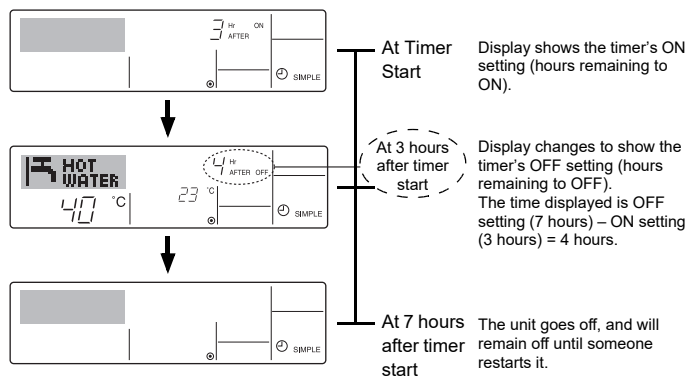 3 Hr AFTER ON
SIMPLE
At Timer
Start
Display shows the timer's ON
setting (hours remaining to
ON).
HOT
WATER
40 °C
4 Hr AFTER OFF
23 °C
SIMPLE
At 3 hours
after timer
start
Display changes to show the
timer's OFF setting (hours
remaining to OFF).
The time displayed is OFF
setting (7 hours) – ON setting
(3 hours) = 4 hours.
SIMPLE
At 7 hours
after timer
start
The unit goes off, and will
remain off until someone
restarts it.